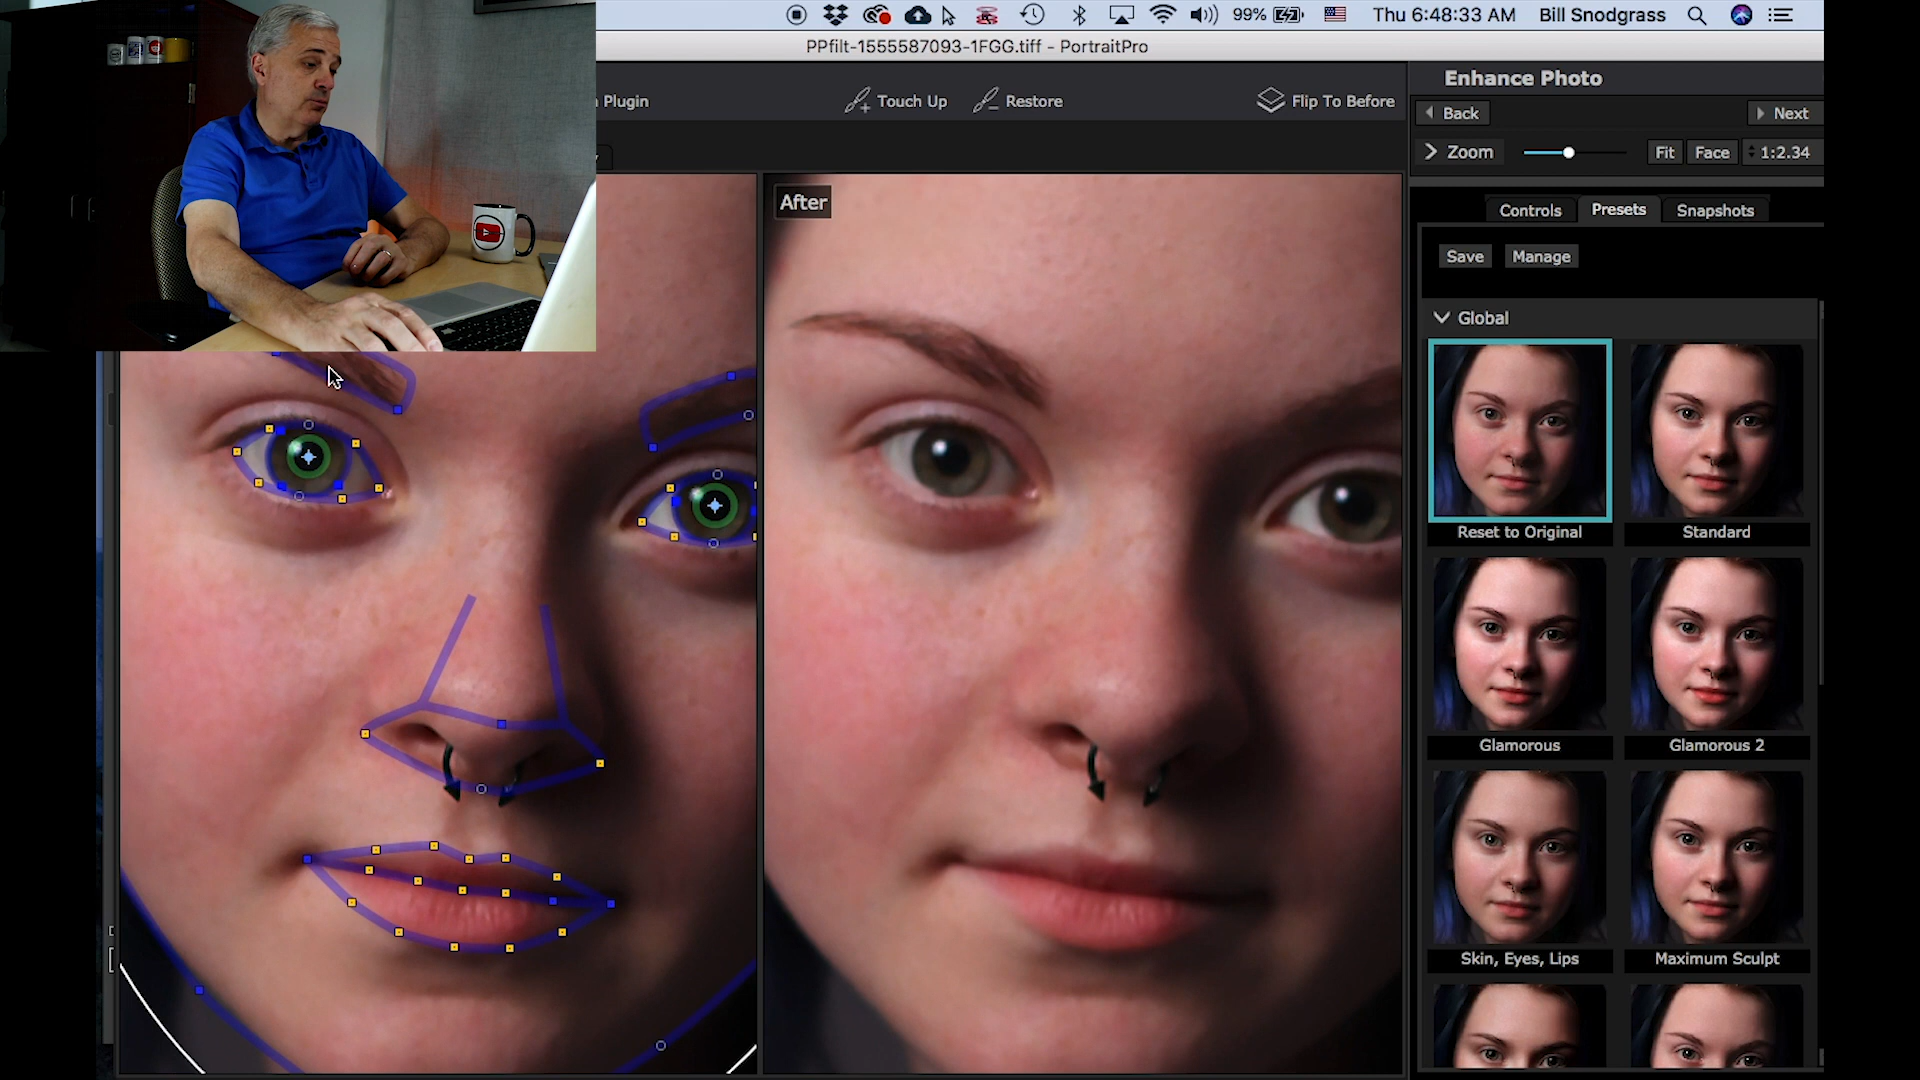 99%
Thu 6:48:33 AM
Bill Snodgrass
PPfilt-1555587093-1FGG.tiff - PortraitPro
Plugin
Touch Up
Restore
Flip To Before
Enhance Photo
Back
Next
Zoom
Fit
Face
1:2.34
After
Controls
Presets
Snapshots
Save
Manage
Global
Reset to Original
Standard
Glamorous
Glamorous 2
Skin, Eyes, Lips
Maximum Sculpt